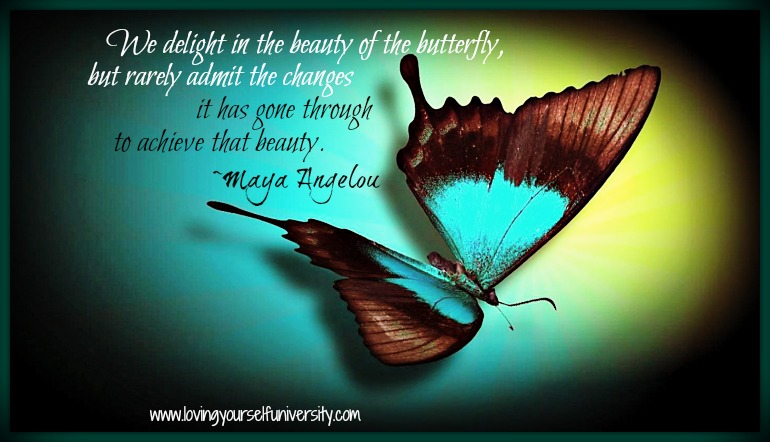 We delight in the beauty of the butterfly,
but rarely admit the changes
it has gone through
to achieve that beauty.
~Maya Angelou
www.lovingyourselfuniversity.com